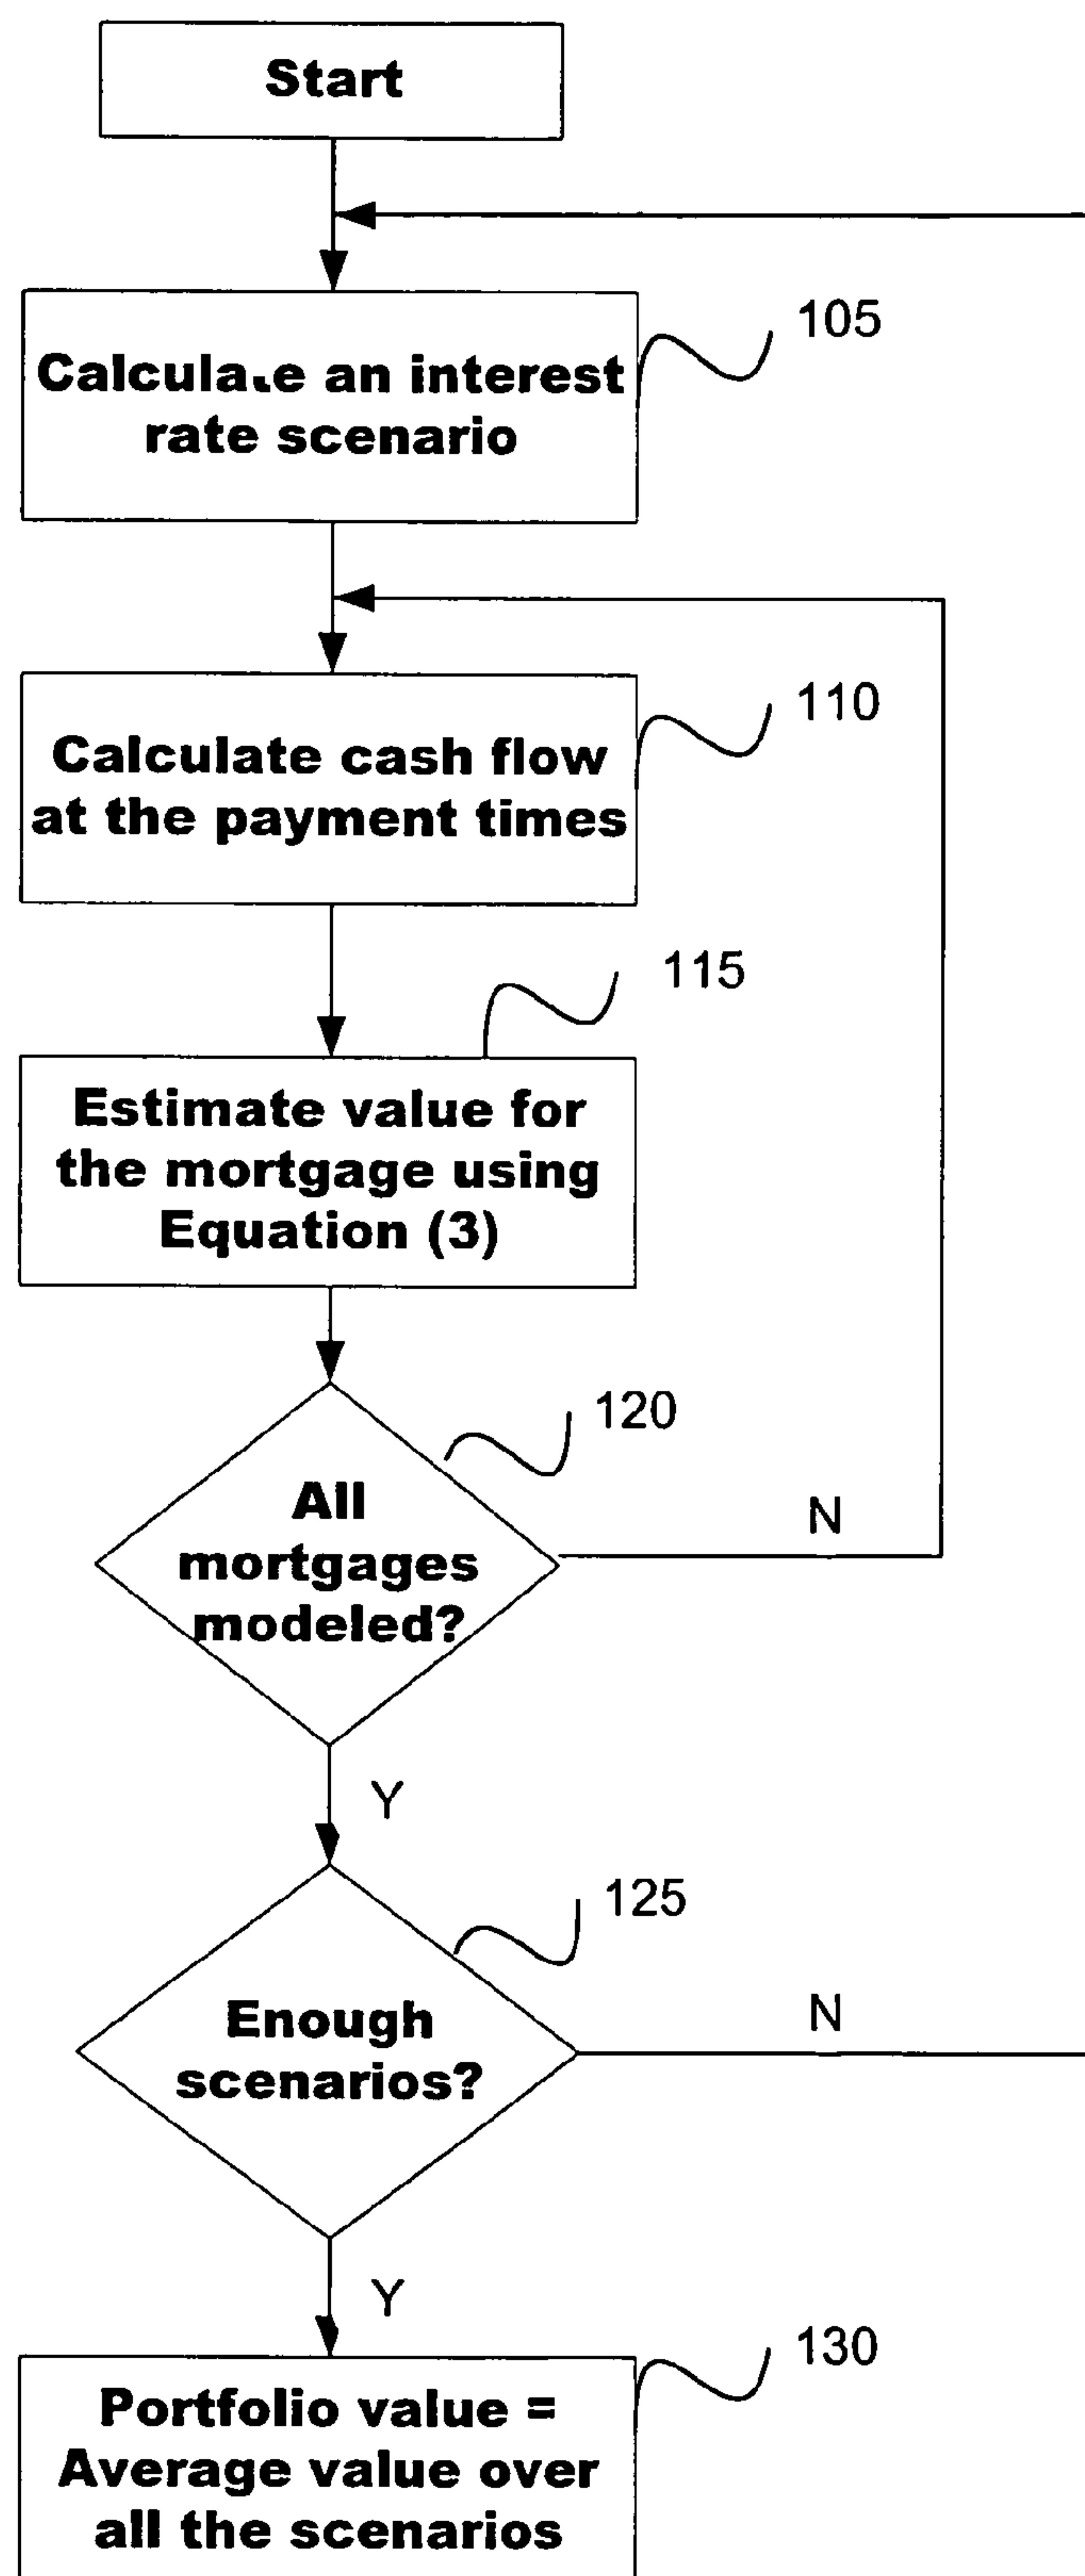 Start
105
Calculate an interest
rate scenario
110
Calculate cash flow
at the payment times
115
Estimate value for
the mortgage using
Equation (3)
120
All
mortgages
modeled?
N
Y
125
Enough
scenarios?
N
Y
130
Portfolio value =
Average value over
all the scenarios